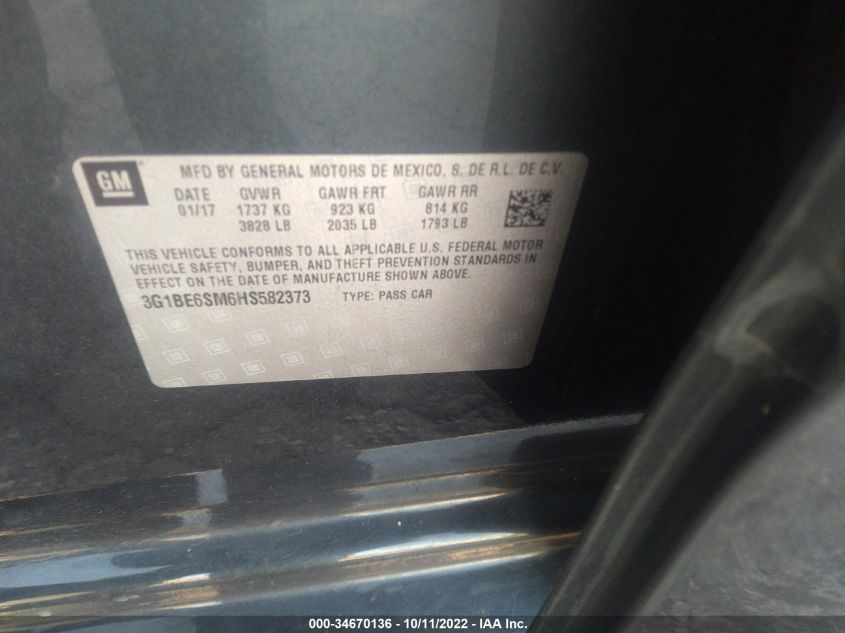 GM
MFD BY GENERAL MOTORS DE MEXICO, S. DE R.L. DE C.V.
DATE GVWR GAWR FRT GAWR RR
01/17 1737 KG 923 KG 814 KG
3828 LB 2035 LB 1793 LB
THIS VEHICLE CONFORMS TO ALL APPLICABLE U.S. FEDERAL MOTOR
VEHICLE SAFETY, BUMPER, AND THEFT PREVENTION STANDARDS IN
EFFECT ON THE DATE OF MANUFACTURE SHOWN ABOVE.
3G1BE6SM6HS582373 TYPE: PASS CAR
000-34670136 - 10/11/2022 - IAA Inc.